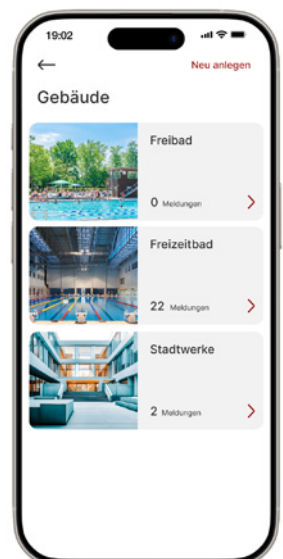 19:02
Neu anlegen
Gebäude
Freibad
0 Meldungen
Freizeitbad
22 Meldungen
Stadtwerke
2 Meldungen